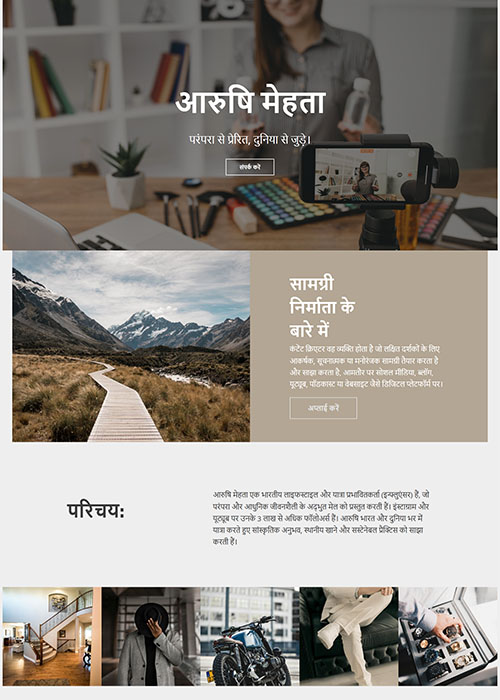 आरुषि मेहता
परंपरा से प्रेरित, दुनिया से जुड़े।
संपर्क करें
सामग्री
निर्माता के
बारे में
कंटेंट क्रिएटर वह व्यक्ति होता है जो लक्षित दर्शकों के लिए
आकर्षक, सूचनात्मक या मनोरंजक सामग्री तैयार करता है
और साझा करता है, आमतौर पर सोशल मीडिया, ब्लॉग,
यूट्यूब, पॉडकास्ट या वेबसाइट जैसे डिजिटल प्लेटफॉर्म पर।
अप्लाई करें
परिचय:
आरुषि मेहता एक भारतीय लाइफस्टाइल और यात्रा प्रभावितकर्ता (इन्फ्लुएंसर) हैं, जो
परंपरा और आधुनिक जीवनशैली के अद्भुत मेल को प्रस्तुत करती हैं। इंस्टाग्राम और
यूट्यूब पर उनके 3 लाख से अधिक फॉलोअर्स हैं। आरुषि भारत और दुनिया भर में
यात्रा करते हुए सांस्कृतिक अनुभव, स्थानीय खाने और सस्टेनेबल प्रैक्टिस को साझा
करती हैं।